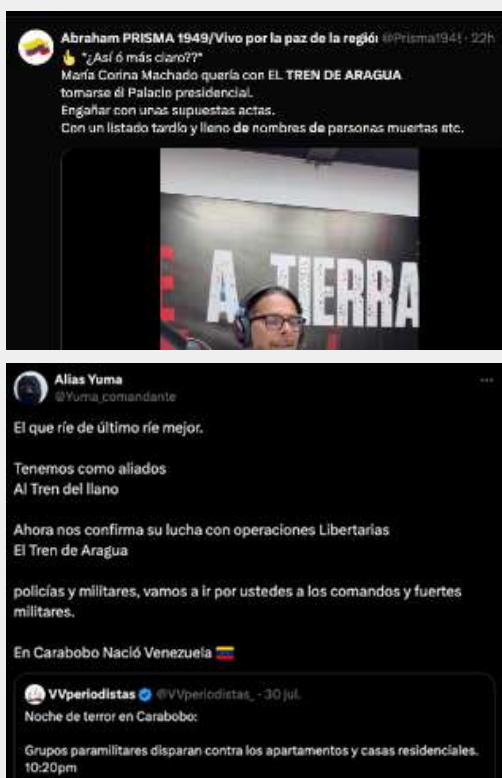 Abraham PRISMA 1949/Vivo por la paz de la regiói @Prisma194! · 22h
👆 "¿Así ó más claro??"
María Corina Machado quería con EL TREN DE ARAGUA
tomarse él Palacio presidencial.
Engañar con unas supuestas actas.
Con un listado tardío y lleno de nombres de personas muertas etc.
E A TIERRA
Alias Yuma
@Yuma_comandante
El que ríe de último ríe mejor.
Tenemos como aliados
Al Tren del llano
Ahora nos confirma su lucha con operaciones Libertarias
El Tren de Aragua
policías y militares, vamos a ir por ustedes a los comandos y fuertes
militares.
En Carabobo Nació Venezuela 🇻🇪
VVperiodistas @VVperiodistas_ · 30 jul.
Noche de terror en Carabobo:
Grupos paramilitares disparan contra los apartamentos y casas residenciales.
10:20pm